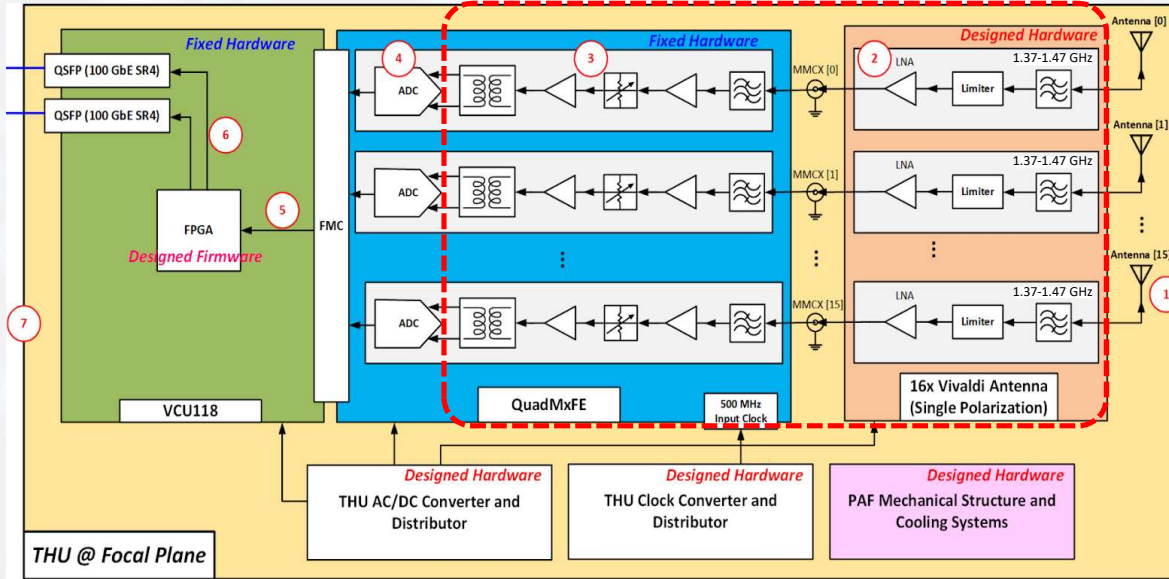 Fixed Hardware
QSFP (100 GbE SR4)
QSFP (100 GbE SR4)
6
5
FPGA
Designed Firmware
7
VCU118
FMC
Fixed Hardware
4
ADC
3
ADC
ADC
QuadMxFE
500 MHz
Input Clock
MMCX [0]
MMCX [1]
MMCX [15]
Designed Hardware
2
LNA
Limiter
1.37-1.47 GHz
LNA
Limiter
1.37-1.47 GHz
LNA
Limiter
1.37-1.47 GHz
16x Vivaldi Antenna
(Single Polarization)
Antenna [0]
Antenna [1]
Antenna [15]
1
Designed Hardware
THU AC/DC Converter and
Distributor
Designed Hardware
THU Clock Converter and
Distributor
Designed Hardware
PAF Mechanical Structure and
Cooling Systems
THU @ Focal Plane